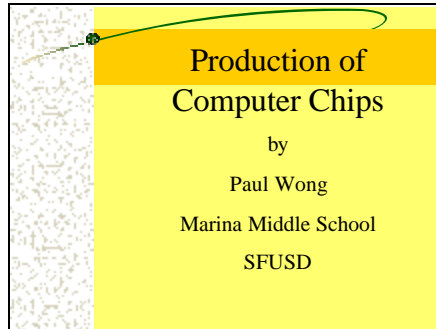 Production of
Computer Chips
by
Paul Wong
Marina Middle School
SFUSD